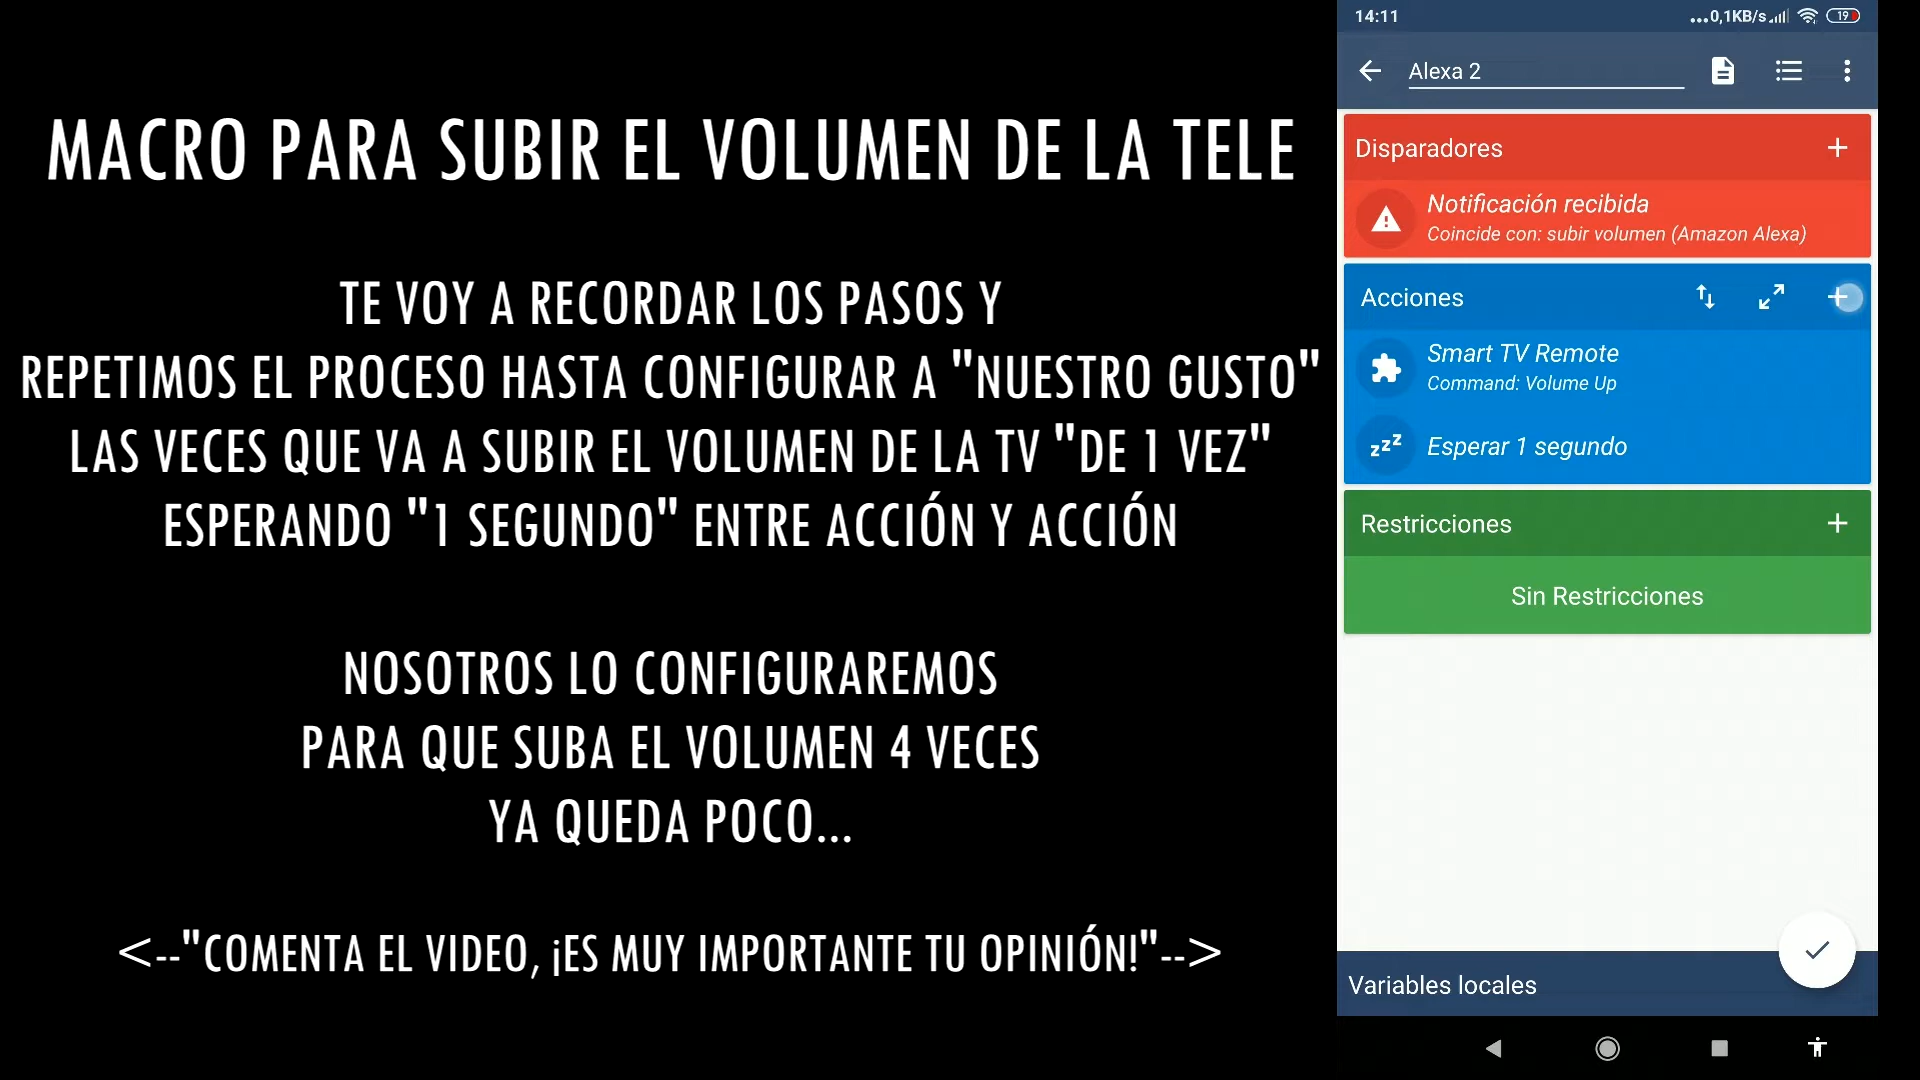 MACRO PARA SUBIR EL VOLUMEN DE LA TELE
TE VOY A RECORDAR LOS PASOS Y
REPETIMOS EL PROCESO HASTA CONFIGURAR A "NUESTRO GUSTO"
LAS VECES QUE VA A SUBIR EL VOLUMEN DE LA TV "DE 1 VEZ"
ESPERANDO "1 SEGUNDO" ENTRE ACCIÓN Y ACCIÓN
NOSOTROS LO CONFIGURAREMOS
PARA QUE SUBA EL VOLUMEN 4 VECES
YA QUEDA POCO...
<--"COMENTA EL VIDEO, ¡ES MUY IMPORTANTE TU OPINIÓN!"-->
14:11
...0,1KB/s
19
Alexa 2
Disparadores
Notificación recibida
Coincide con: subir volumen (Amazon Alexa)
Acciones
Smart TV Remote
Command: Volume Up
zzz
Esperar 1 segundo
Restricciones
Sin Restricciones
Variables locales